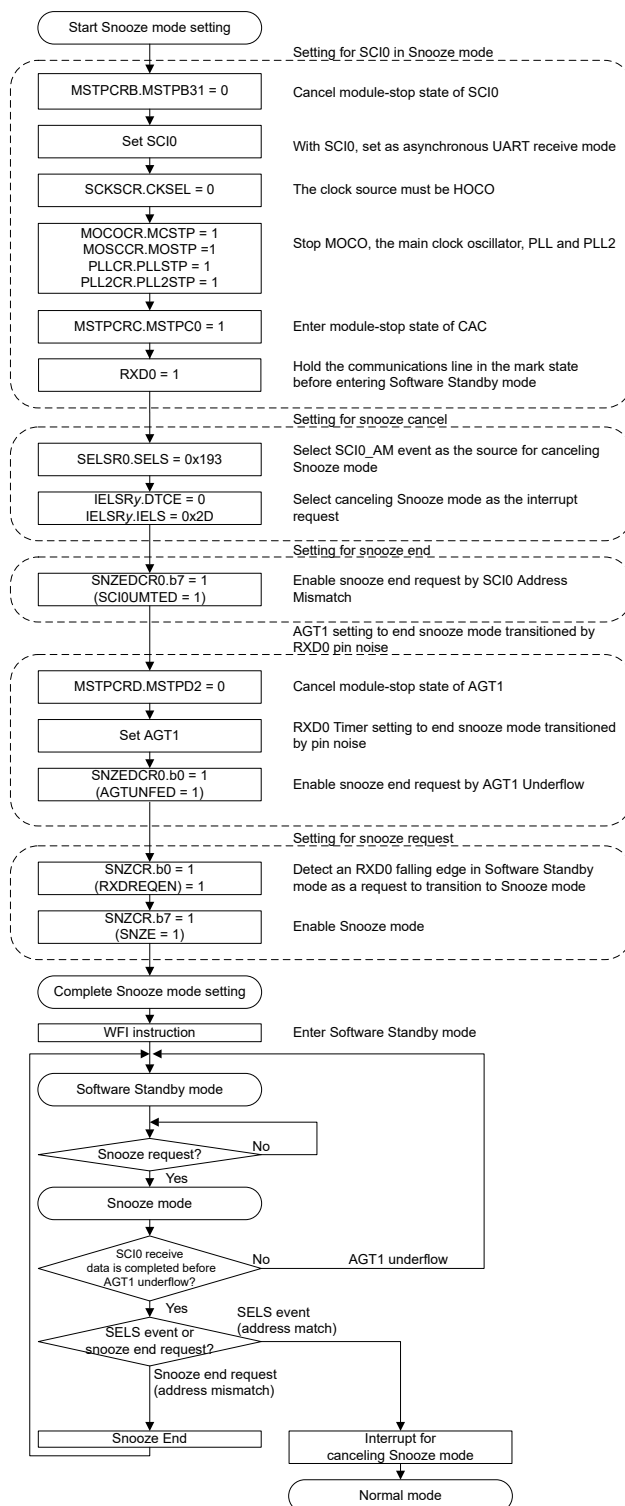 Start Snooze mode setting
Setting for SCI0 in Snooze mode
MSTPCRB.MSTPB31 = 0
Cancel module-stop state of SCI0
Set SCI0
With SCI0, set as asynchronous UART receive mode
SCKSCR.CKSEL = 0
The clock source must be HOCO
MOCOCR.MCSTP = 1
MOSCCR.MOSTP =1
PLLCR.PLLSTP = 1
PLL2CR.PLL2STP = 1
Stop MOCO, the main clock oscillator, PLL and PLL2
MSTPCRC.MSTPC0 = 1
Enter module-stop state of CAC
RXD0 = 1
Hold the communications line in the mark state
before entering Software Standby mode
Setting for snooze cancel
SELSR0.SELS = 0x193
Select SCI0_AM event as the source for canceling
Snooze mode
IELSRy.DTCE = 0
IELSRy.IELS = 0x2D
Select canceling Snooze mode as the interrupt
request
Setting for snooze end
SNZEDCR0.b7 = 1
(SCI0UMTED = 1)
Enable snooze end request by SCI0 Address
Mismatch
AGT1 setting to end snooze mode transitioned by
RXD0 pin noise
MSTPCRD.MSTPD2 = 0
Cancel module-stop state of AGT1
Set AGT1
RXD0 Timer setting to end snooze mode transitioned
by pin noise
SNZEDCR0.b0 = 1
(AGTUNFED = 1)
Enable snooze end request by AGT1 Underflow
Setting for snooze request
SNZCR.b0 = 1
(RXDREQEN) = 1
Detect an RXD0 falling edge in Software Standby
mode as a request to transition to Snooze mode
SNZCR.b7 = 1
(SNZE = 1)
Enable Snooze mode
Complete Snooze mode setting
WFI instruction
Enter Software Standby mode
Software Standby mode
Snooze request?
No
Yes
Snooze mode
SCI0 receive
data is completed before
AGT1 underflow?
No
AGT1 underflow
Yes
SELS event
(address match)
SELS event or
snooze end request?
Snooze end request
(address mismatch)
Snooze End
Interrupt for
canceling Snooze mode
Normal mode